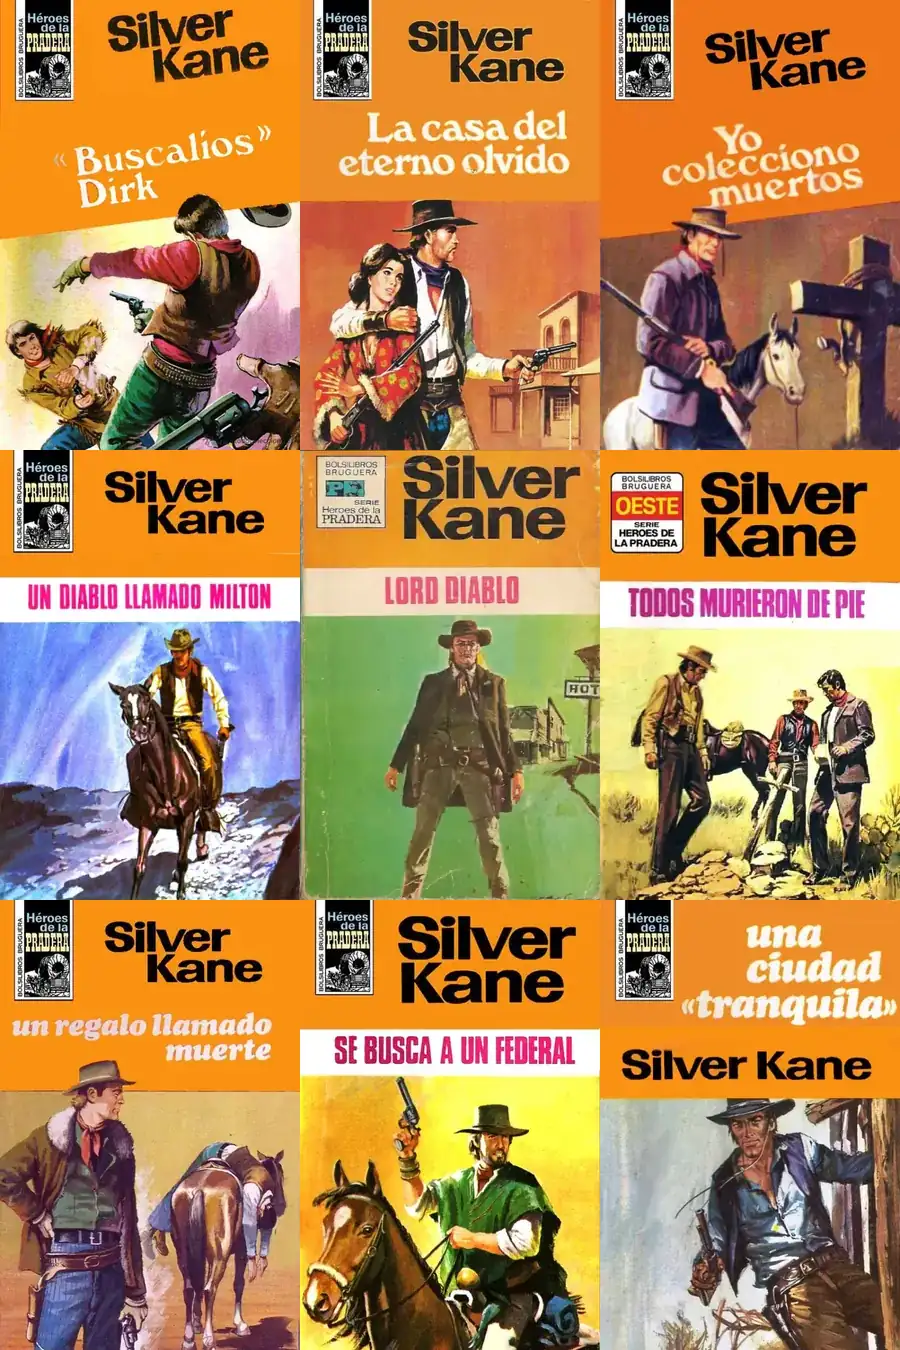 BOLSILIBROS BRUGUERA
Héroes
de la
PRADERA
Silver
Kane
«Buscalíos»
Dirk
BOLSILIBROS BRUGUERA
Héroes
de la
PRADERA
Silver
Kane
La casa del
eterno olvido
BOLSILIBROS BRUGUERA
Héroes
de la
PRADERA
Silver
Kane
Yo
colecciono
muertos
BOLSILIBROS BRUGUERA
Héroes
de la
PRADERA
Silver
Kane
UN DIABLO LLAMADO MILTON
BOLSILIBROS
BRUGUERA
SERIE
Heroes de la
PRADERA
Silver
Kane
LORD DIABLO
HOT
BOLSILIBROS
BRUGUERA
OESTE
SERIE
HEROES DE
LA PRADERA
Silver
Kane
TODOS MURIERON DE PIE
BOLSILIBROS BRUGUERA
Héroes
de la
PRADERA
Silver
Kane
un regalo llamado
muerte
BOLSILIBROS BRUGUERA
Héroes
de la
PRADERA
Silver
Kane
SE BUSCA A UN FEDERAL
BOLSILIBROS BRUGUERA
Héroes
de la
PRADERA
una
ciudad
«tranquila»
Silver Kane